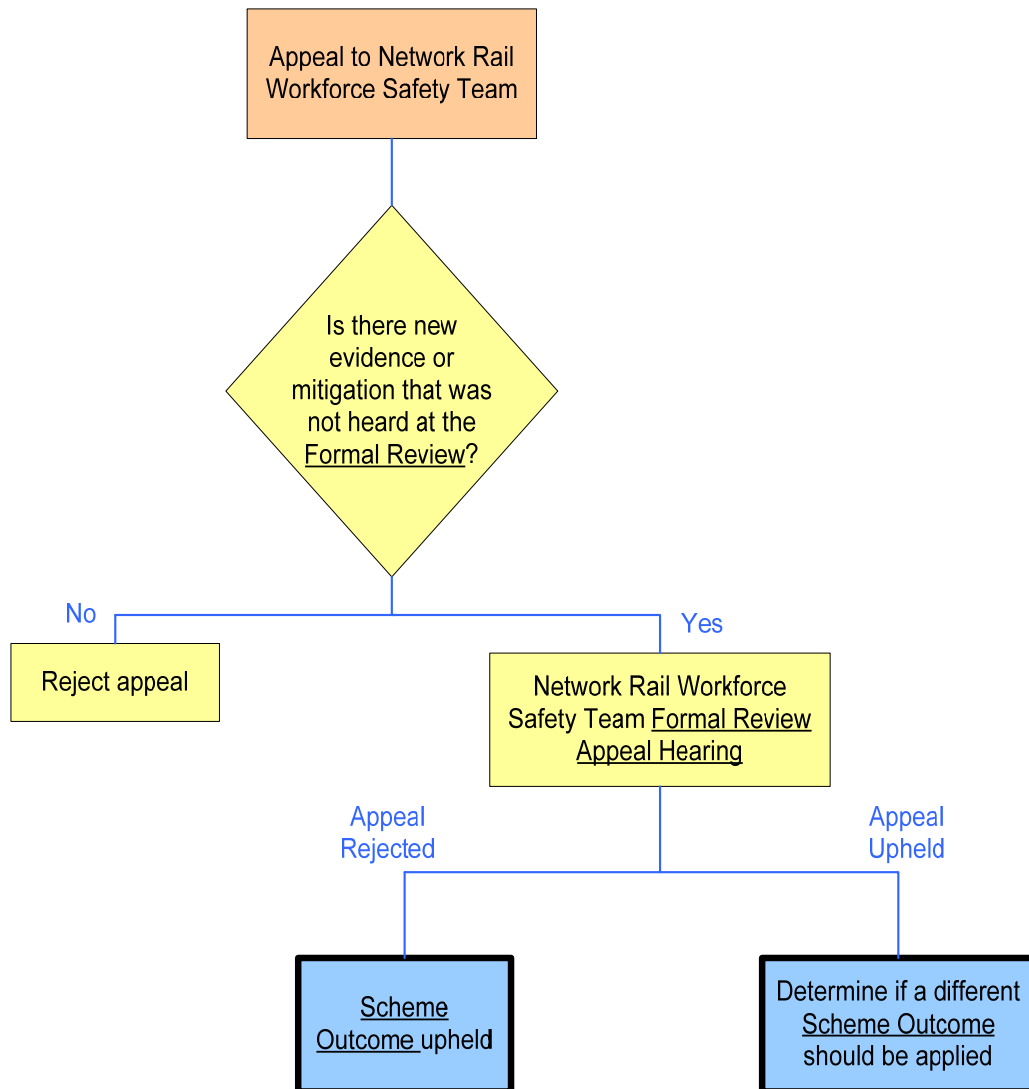 Appeal to Network Rail
Workforce Safety Team
Is there new
evidence or
mitigation that was
not heard at the
Formal Review?
No
Yes
Reject appeal
Network Rail Workforce
Safety Team Formal Review
Appeal Hearing
Appeal
Rejected
Appeal
Upheld
Scheme
Outcome upheld
Determine if a different
Scheme Outcome
should be applied